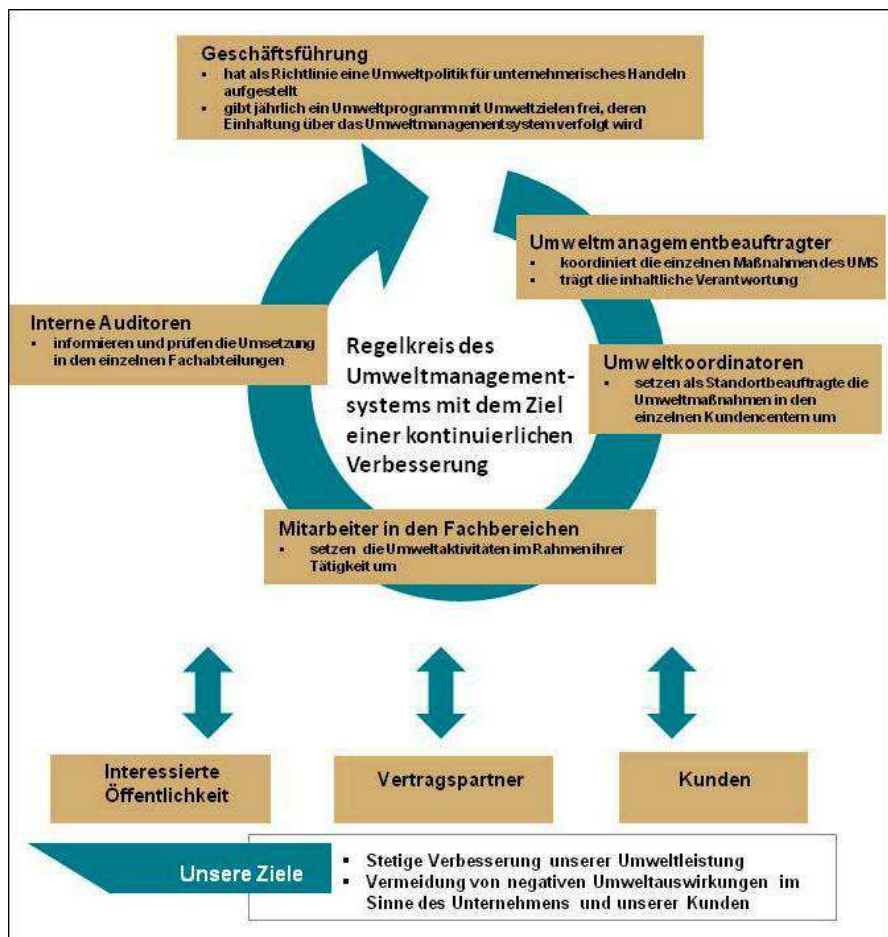 Geschäftsführung
▪ hat als Richtlinie eine Umweltpolitik für unternehmerisches Handeln
aufgestellt
▪ gibt jährlich ein Umweltprogramm mit Umweltzielen frei, deren
Einhaltung über das Umweltmanagementsystem verfolgt wird
Umweltmanagementbeauftragter
▪ koordiniert die einzelnen Maßnahmen des UMS
▪ trägt die inhaltliche Verantwortung
Umweltkoordinatoren
▪ setzen als Standortbeauftragte die
Umweltmaßnahmen in den
einzelnen Kundencentern um
Mitarbeiter in den Fachbereichen
▪ setzen die Umweltaktivitäten im Rahmen ihrer
Tätigkeit um
Interne Auditoren
▪ informieren und prüfen die Umsetzung
in den einzelnen Fachabteilungen
Regelkreis des
Umweltmanagement-
systems mit dem Ziel
einer kontinuierlichen
Verbesserung
Interessierte
Öffentlichkeit
Vertragspartner
Kunden
Unsere Ziele
▪ Stetige Verbesserung unserer Umweltleistung
▪ Vermeidung von negativen Umweltauswirkungen im
Sinne des Unternehmens und unserer Kunden